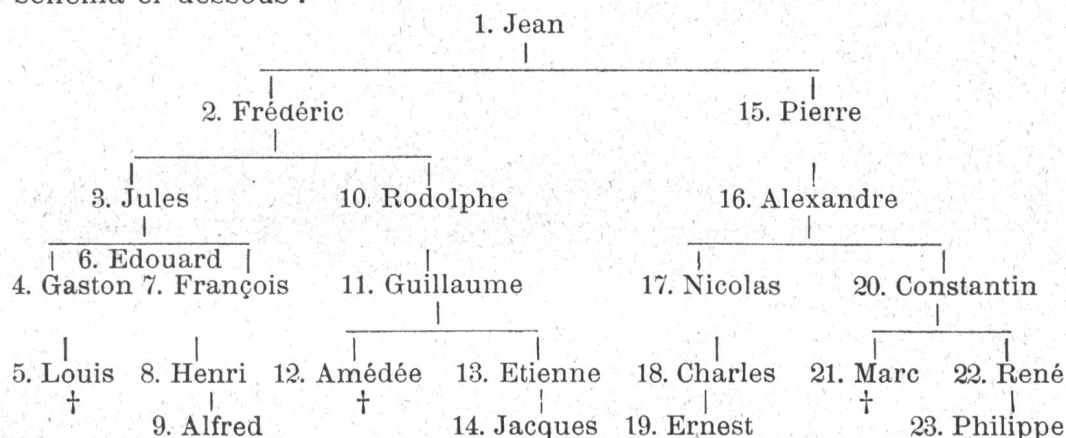 schéma ci-dessous :
1. Jean
2. Frédéric 15. Pierre
3. Jules 10. Rodolphe 16. Alexandre
6. Edouard
4. Gaston 7. François 11. Guillaume 17. Nicolas 20. Constantin
5. Louis 8. Henri 12. Amédée 13. Etienne 18. Charles 21. Marc 22. René
† † †
9. Alfred 14. Jacques 19. Ernest 23. Philippe